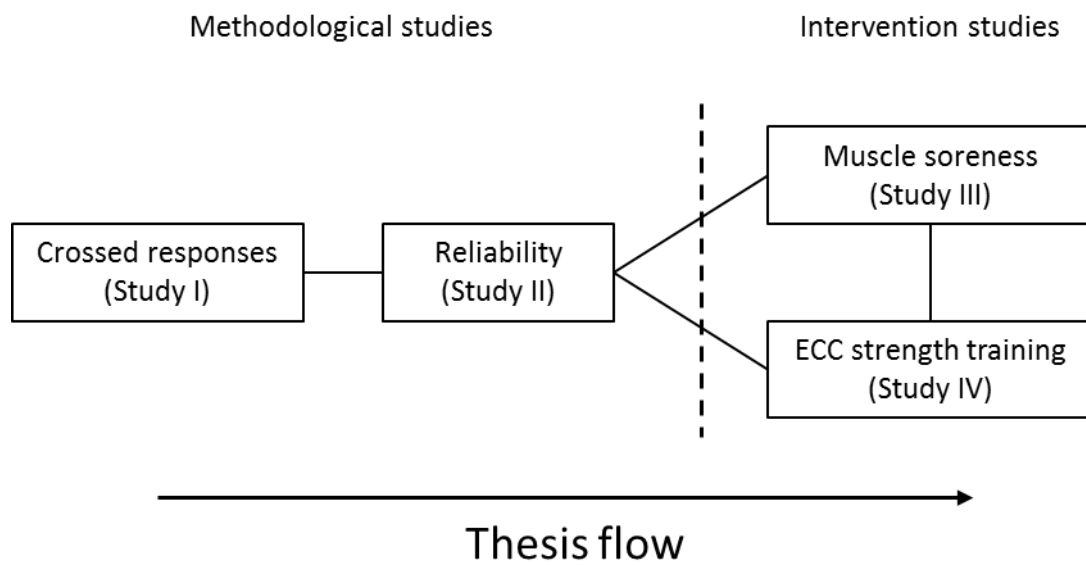 Methodological studies
Intervention studies
Crossed responses
(Study I)
Reliability
(Study II)
Muscle soreness
(Study III)
ECC strength training
(Study IV)
Thesis flow